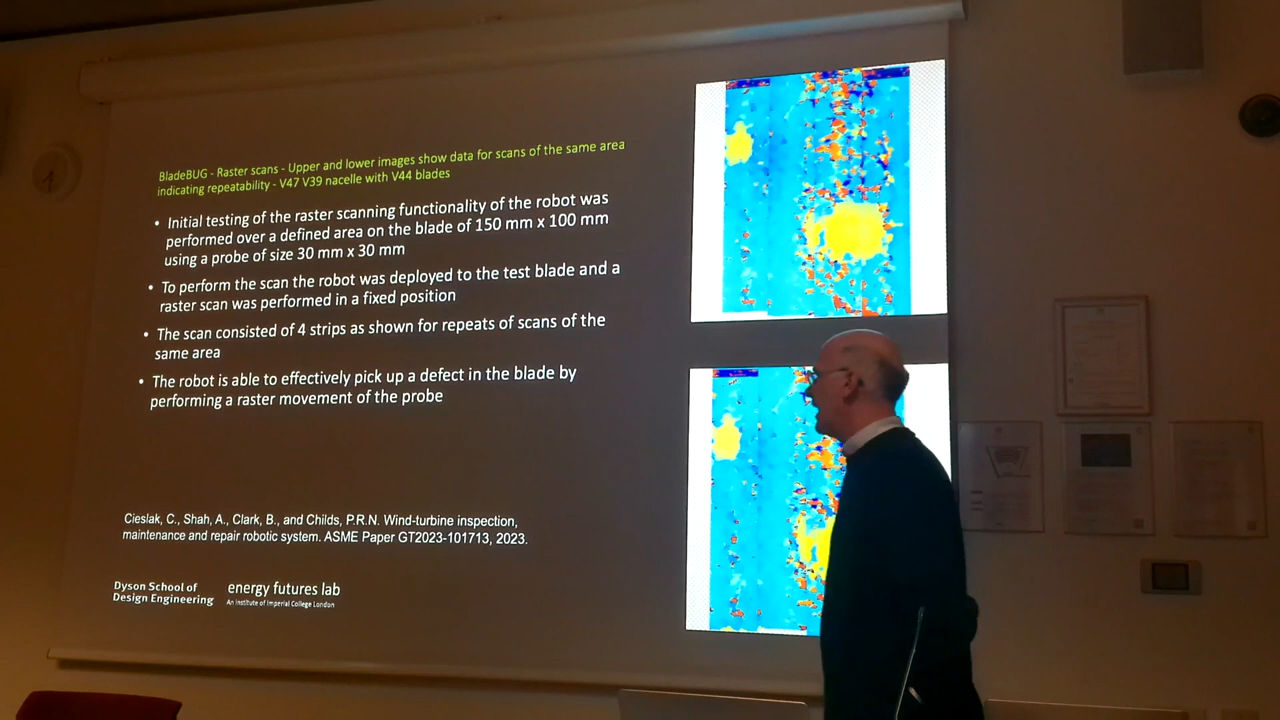 BladeBUG - Raster scans - Upper and lower images show data for scans of the same area
indicating repeatability - V47 V39 nacelle with V44 blades
• Initial testing of the raster scanning functionality of the robot was
performed over a defined area on the blade of 150 mm x 100 mm
using a probe of size 30 mm x 30 mm
• To perform the scan the robot was deployed to the test blade and a
raster scan was performed in a fixed position
• The scan consisted of 4 strips as shown for repeats of scans of the
same area
• The robot is able to effectively pick up a defect in the blade by
performing a raster movement of the probe
Cieslak, C., Shah, A., Clark, B., and Childs, P.R.N. Wind-turbine inspection,
maintenance and repair robotic system. ASME Paper GT2023-101713, 2023.
Dyson School of
Design Engineering
energy futures lab
An institute of Imperial College London